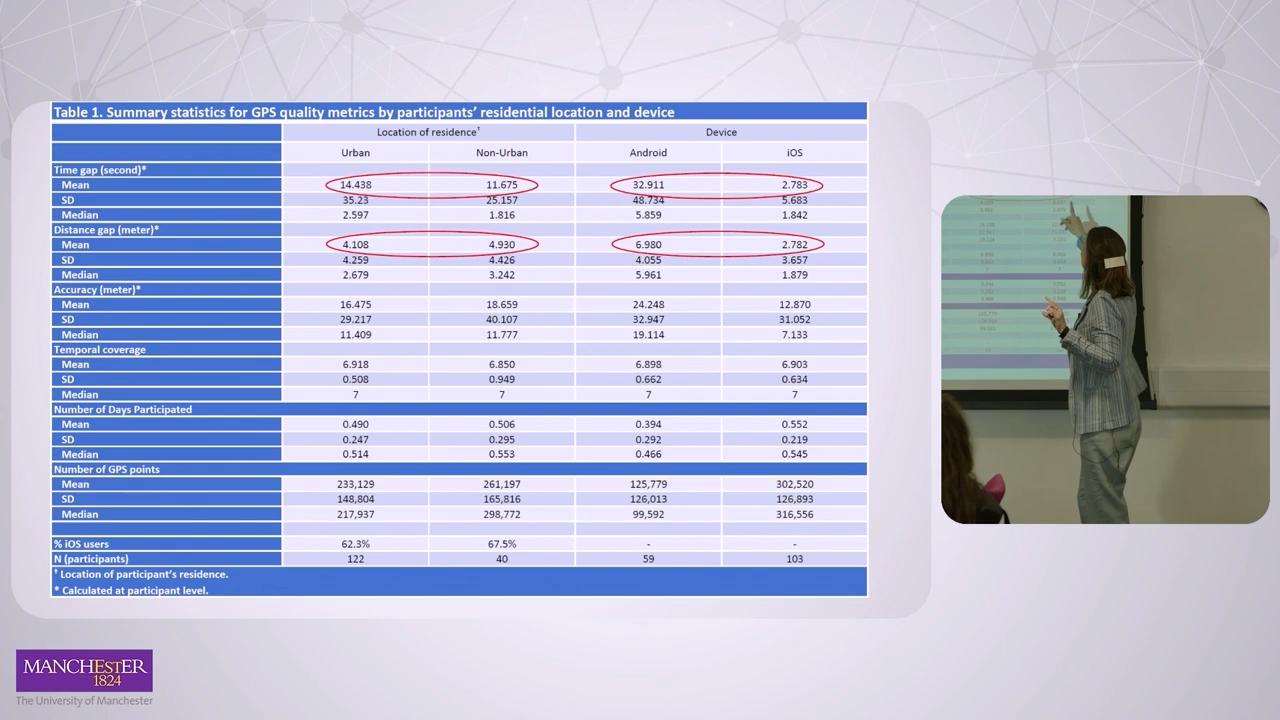 Table 1. Summary statistics for GPS quality metrics by participants' residential location and device
Location of residence† Device
Urban Non-Urban Android iOS
Time gap (second)*
Mean 14.438 11.675 32.911 2.783
SD 35.23 25.157 48.734 5.683
Median 2.597 1.816 5.859 1.842
Distance gap (meter)*
Mean 4.108 4.930 6.980 2.782
SD 4.259 4.426 4.055 3.657
Median 2.679 3.242 5.961 1.879
Accuracy (meter)*
Mean 16.475 18.659 24.248 12.870
SD 29.217 40.107 32.947 31.052
Median 11.409 11.777 19.114 7.133
Temporal coverage
Mean 6.918 6.850 6.898 6.903
SD 0.508 0.949 0.662 0.634
Median 7 7 7 7
Number of Days Participated
Mean 0.490 0.506 0.394 0.552
SD 0.247 0.295 0.292 0.219
Median 0.514 0.553 0.466 0.545
Number of GPS points
Mean 233,129 261,197 125,779 302,520
SD 148,804 165,816 126,013 126,893
Median 217,937 298,772 99,592 316,556
% iOS users 62.3% 67.5% - -
N (participants) 122 40 59 103
† Location of participant's residence.
* Calculated at participant level.
MANCHESTER
1824
The University of Manchester